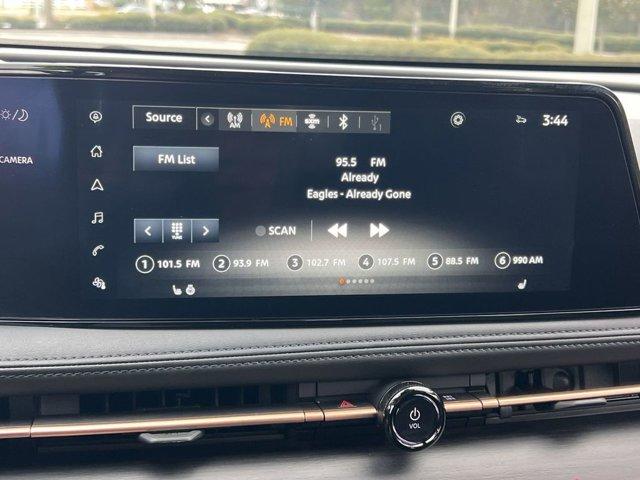 CAMERA
Source
AM
FM
sxm
3:44
FM List
95.5 FM
Already
Eagles - Already Gone
TUNE
SCAN
1 101.5 FM 2 93.9 FM 3 102.7 FM 4 107.5 FM 5 88.5 FM 6 990 AM
VOL